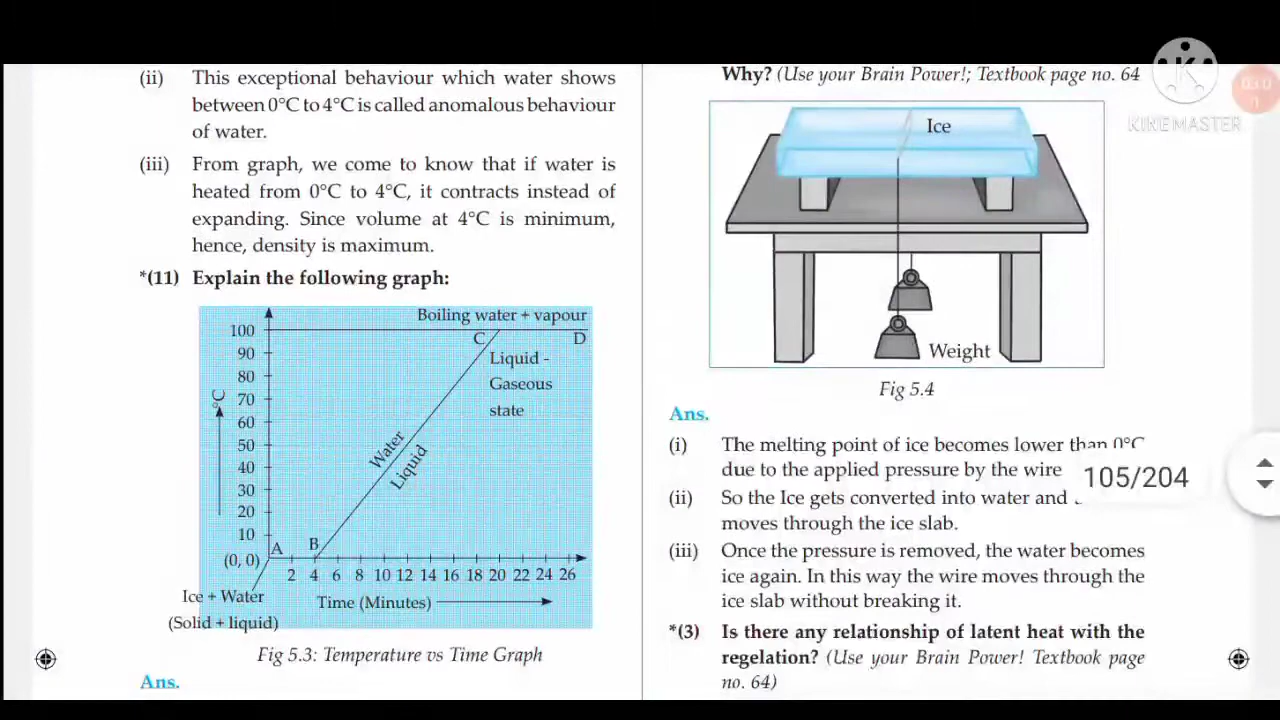 (ii) This exceptional behaviour which water shows
between 0°C to 4°C is called anomalous behaviour
of water.
(iii) From graph, we come to know that if water is
heated from 0°C to 4°C, it contracts instead of
expanding. Since volume at 4°C is minimum,
hence, density is maximum.
*(11) Explain the following graph:
Boiling water + vapour
100
C
D
90
Liquid -
80
Gaseous
°C
70
state
60
50
Water
40
Liquid
30
20
10
A
B
(0, 0)
2 4 6 8 10 12 14 16 18 20 22 24 26
Ice + Water
Time (Minutes)
(Solid + liquid)
Fig 5.3: Temperature vs Time Graph
Ans.
Why? (Use your Brain Power!; Textbook page no. 64
Ice
Weight
Fig 5.4
Ans.
(i) The melting point of ice becomes lower than 0°C
due to the applied pressure by the wire
(ii) So the Ice gets converted into water and
moves through the ice slab.
(iii) Once the pressure is removed, the water becomes
ice again. In this way the wire moves through the
ice slab without breaking it.
*(3) Is there any relationship of latent heat with the
regelation? (Use your Brain Power! Textbook page
no. 64)
KINEMASTER
105/204